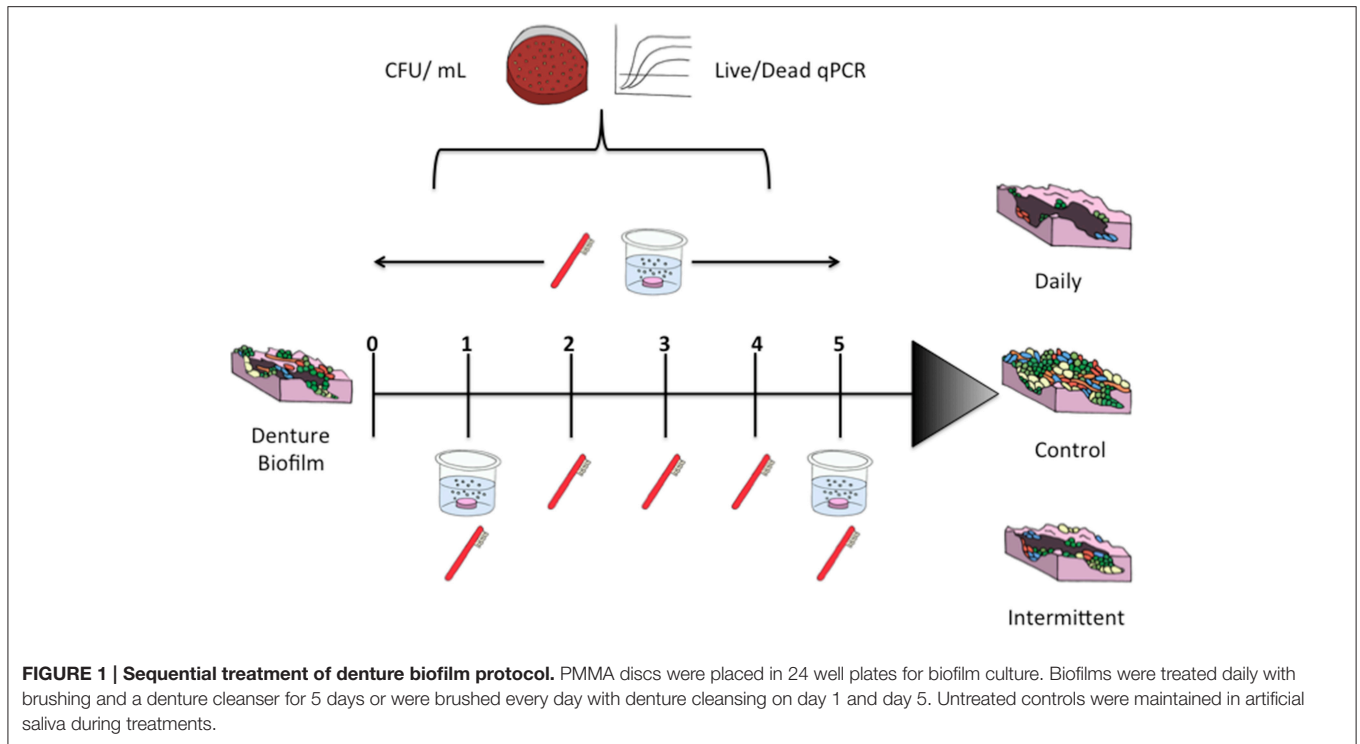 CFU/ mL
Live/Dead qPCR
Daily
0 1 2 3 4 5
Denture
Biofilm
Control
Intermittent
FIGURE 1 | Sequential treatment of denture biofilm protocol. PMMA discs were placed in 24 well plates for biofilm culture. Biofilms were treated daily with
brushing and a denture cleanser for 5 days or were brushed every day with denture cleansing on day 1 and day 5. Untreated controls were maintained in artificial
saliva during treatments.